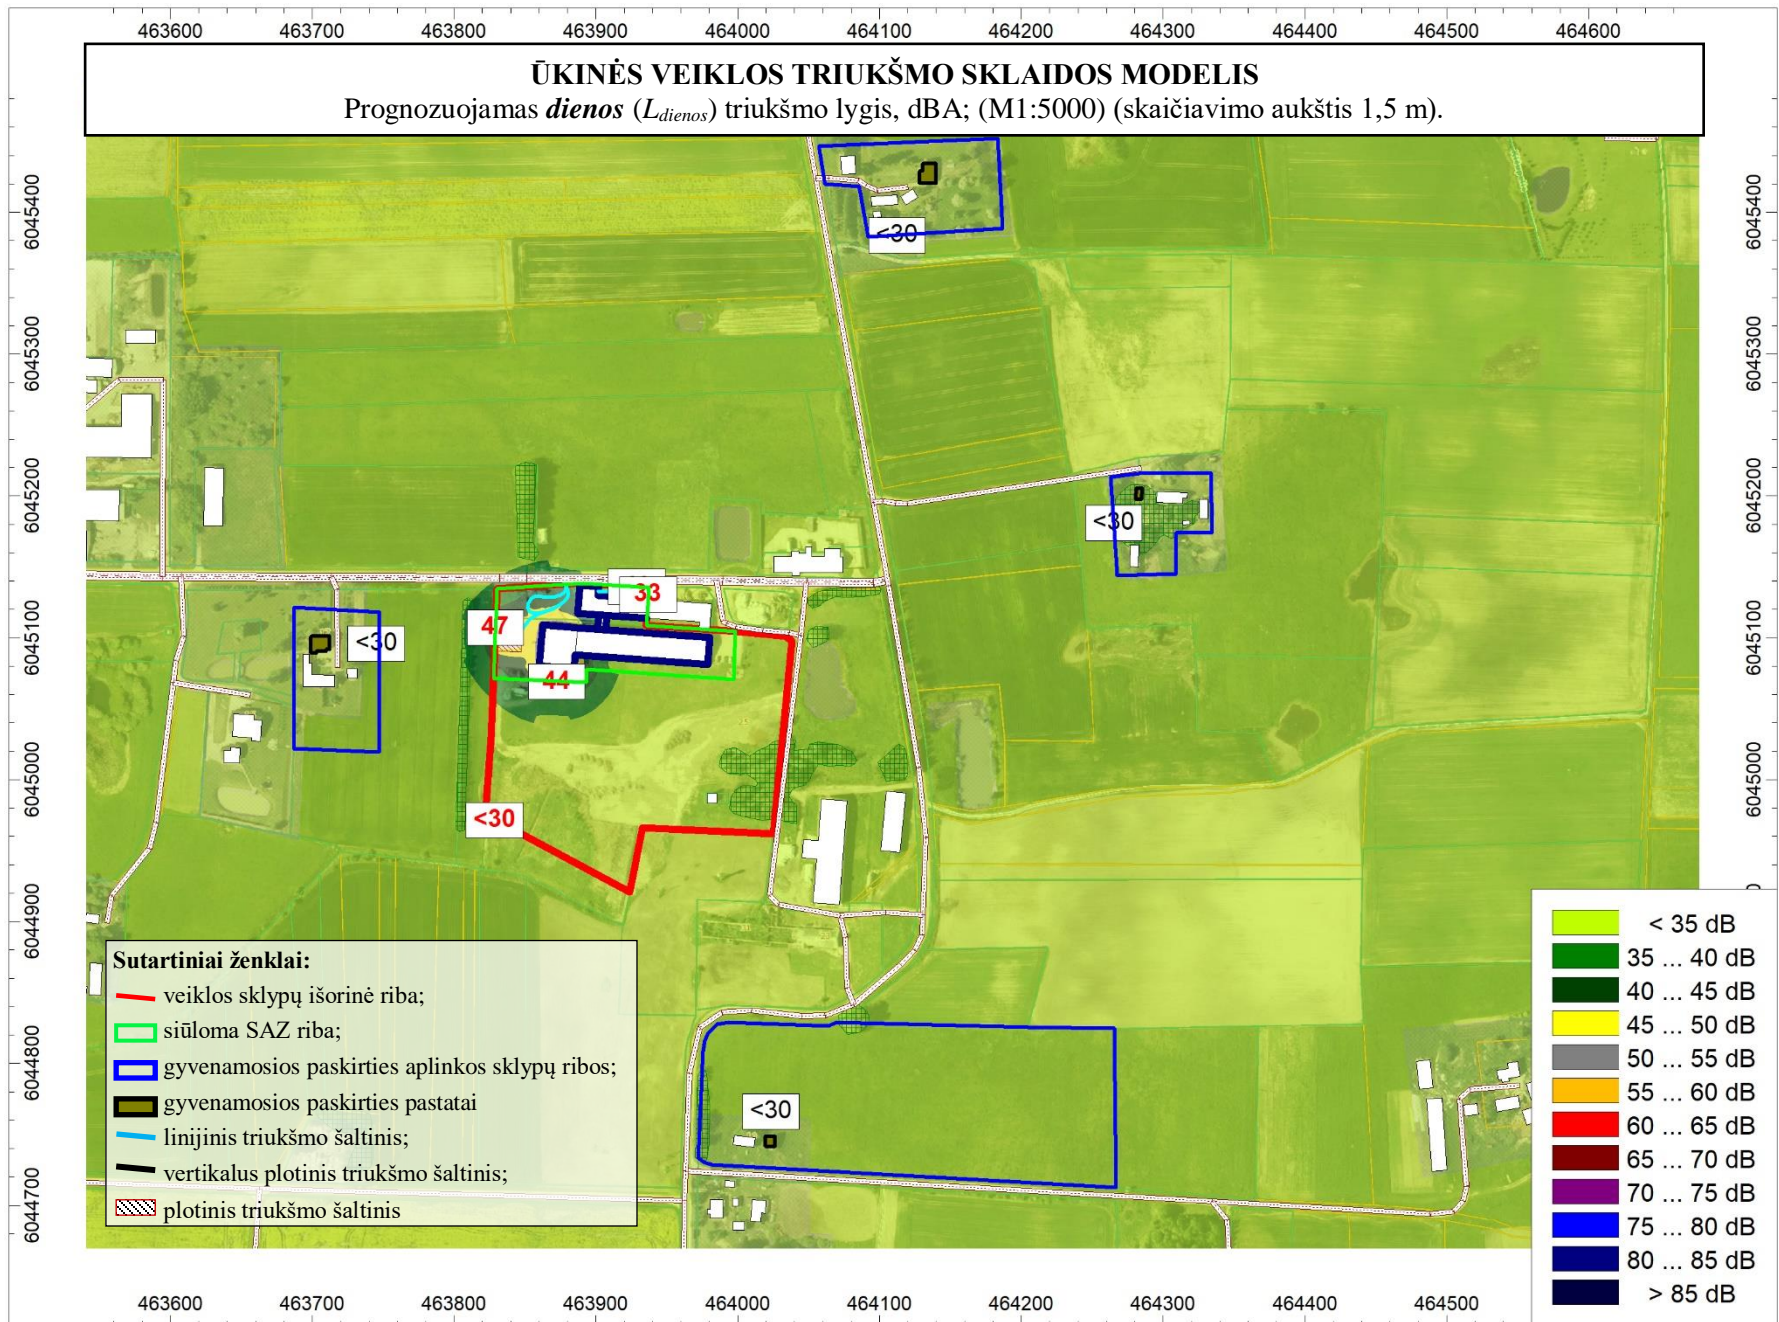 463600 463700 463800 463900 464000 464100 464200 464300 464400 464500 464600
ŪKINĖS VEIKLOS TRIUKŠMO SKLAIDOS MODELIS
Prognozuojamas dienos (Ldienos) triukšmo lygis, dBA; (M1:5000) (skaičiavimo aukštis 1,5 m).
6045400
6045300
6045200
6045100
6045000
6044900
6044800
6044700
6045400
6045300
6045200
6045100
6045000
<30
<30
33
47
<30
44
<30
<30
Sutartiniai ženklai:
veiklos sklypų išorinė riba;
siūloma SAZ riba;
gyvenamosios paskirties aplinkos sklypų ribos;
gyvenamosios paskirties pastatai
linijinis triukšmo šaltinis;
vertikalus plotinis triukšmo šaltinis;
plotinis triukšmo šaltinis
< 35 dB
35 ... 40 dB
40 ... 45 dB
45 ... 50 dB
50 ... 55 dB
55 ... 60 dB
60 ... 65 dB
65 ... 70 dB
70 ... 75 dB
75 ... 80 dB
80 ... 85 dB
> 85 dB
463600 463700 463800 463900 464000 464100 464200 464300 464400 464500